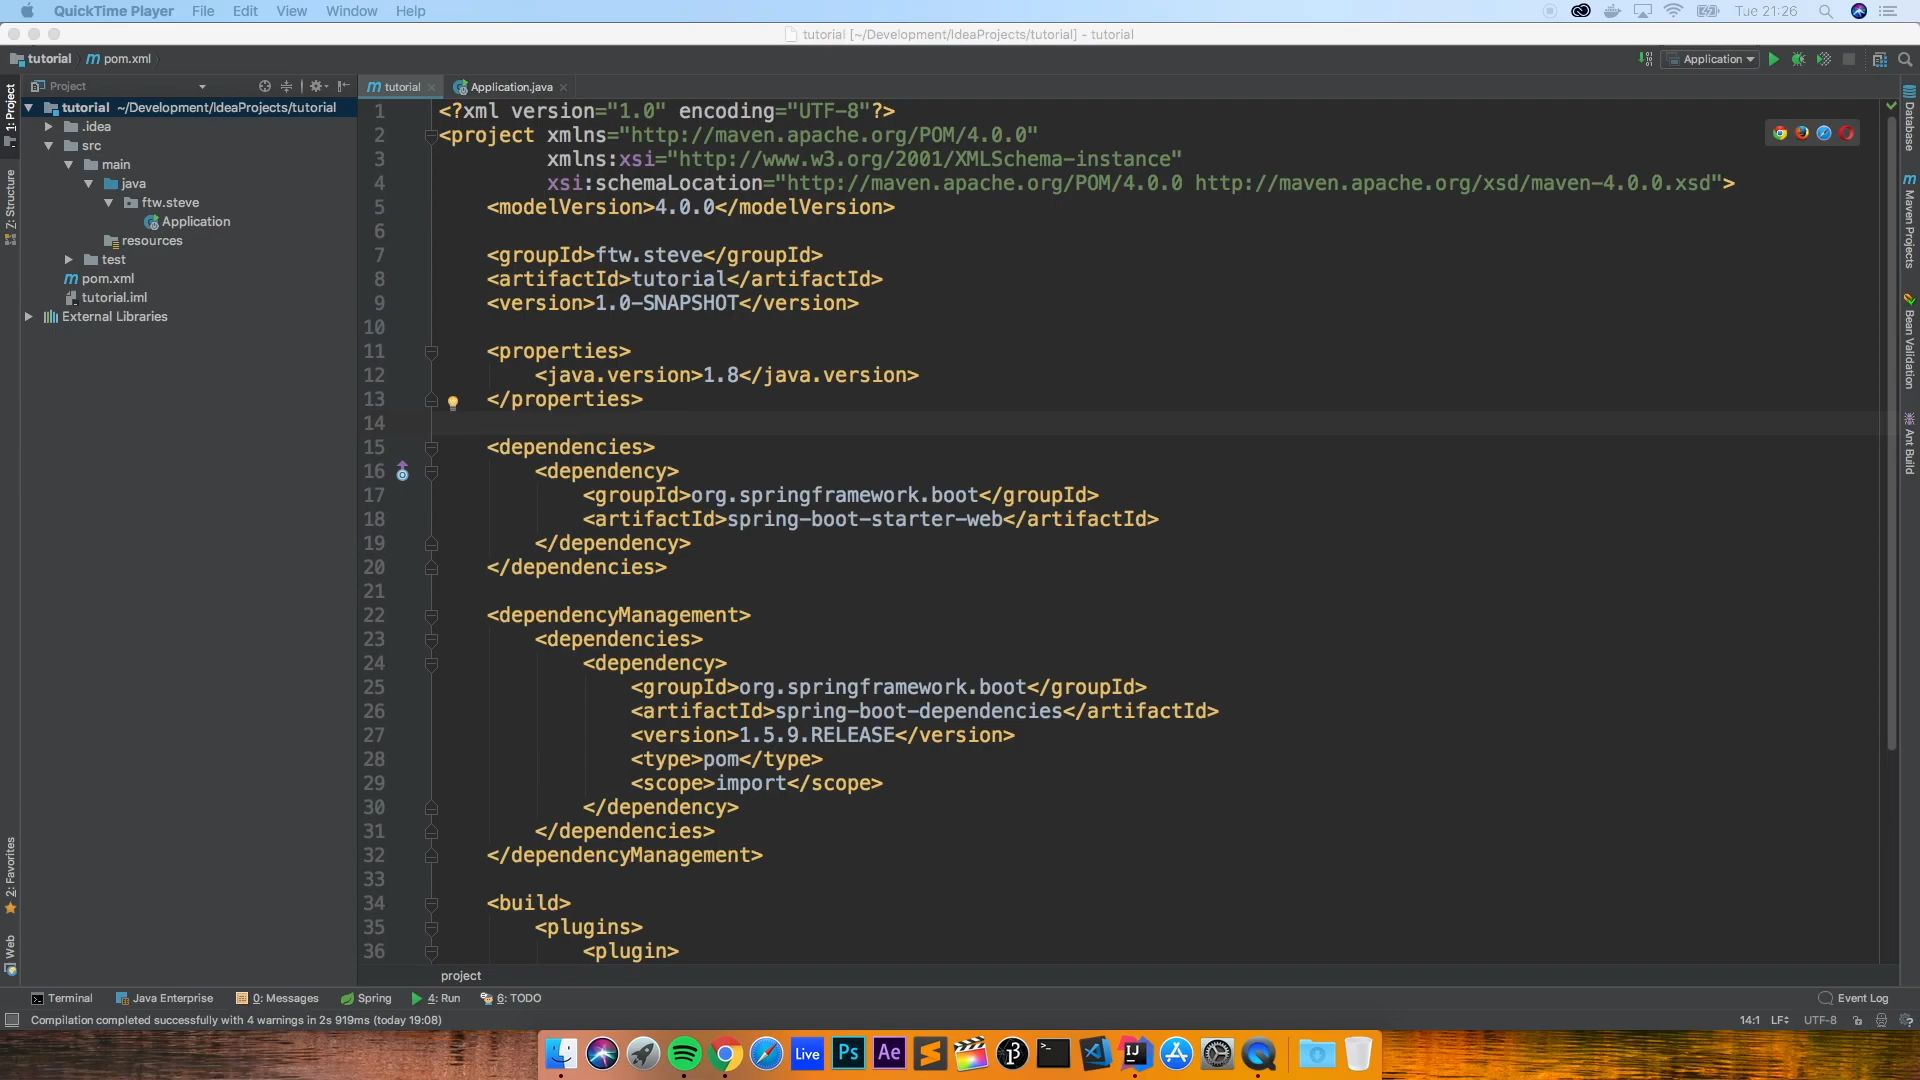 QuickTime Player File Edit View Window Help Tue 21:26
tutorial [~/Development/IdeaProjects/tutorial] - tutorial
tutorial pom.xml Application
Project
tutorial Application.java
1: Project
Z: Structure
2: Favorites
Web
tutorial ~/Development/IdeaProjects/tutorial
.idea
src
main
java
ftw.steve
Application
resources
test
pom.xml
tutorial.iml
External Libraries
1 <?xml version="1.0" encoding="UTF-8"?>
2 <project xmlns="http://maven.apache.org/POM/4.0.0"
3 xmlns:xsi="http://www.w3.org/2001/XMLSchema-instance"
4 xsi:schemaLocation="http://maven.apache.org/POM/4.0.0 http://maven.apache.org/xsd/maven-4.0.0.xsd">
5 <modelVersion>4.0.0</modelVersion>
6
7 <groupId>ftw.steve</groupId>
8 <artifactId>tutorial</artifactId>
9 <version>1.0-SNAPSHOT</version>
10
11 <properties>
12 <java.version>1.8</java.version>
13 </properties>
14
15 <dependencies>
16 <dependency>
17 <groupId>org.springframework.boot</groupId>
18 <artifactId>spring-boot-starter-web</artifactId>
19 </dependency>
20 </dependencies>
21
22 <dependencyManagement>
23 <dependencies>
24 <dependency>
25 <groupId>org.springframework.boot</groupId>
26 <artifactId>spring-boot-dependencies</artifactId>
27 <version>1.5.9.RELEASE</version>
28 <type>pom</type>
29 <scope>import</scope>
30 </dependency>
31 </dependencies>
32 </dependencyManagement>
33
34 <build>
35 <plugins>
36 <plugin>
project
Database
Maven Projects
Bean Validation
Ant Build
Terminal Java Enterprise 0: Messages Spring 4: Run 6: TODO Event Log
Compilation completed successfully with 4 warnings in 2s 919ms (today 19:08) 14:1 LF UTF-8
Live Ps Ae IJ